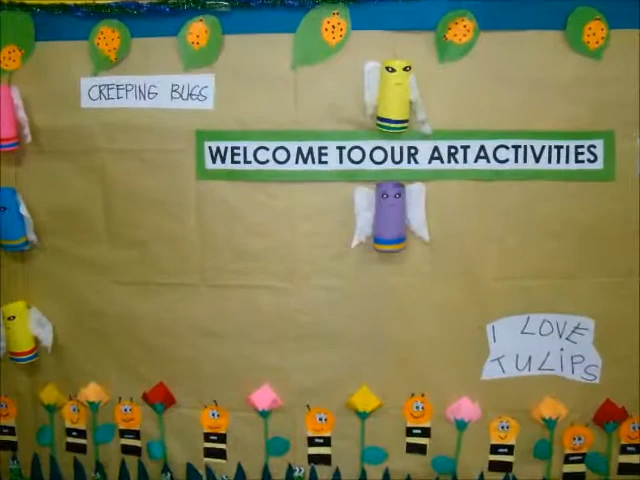 CREEPING BUGS
WELCOME TOOUR ARTACTIVITIES
I LOVE
TULIPS